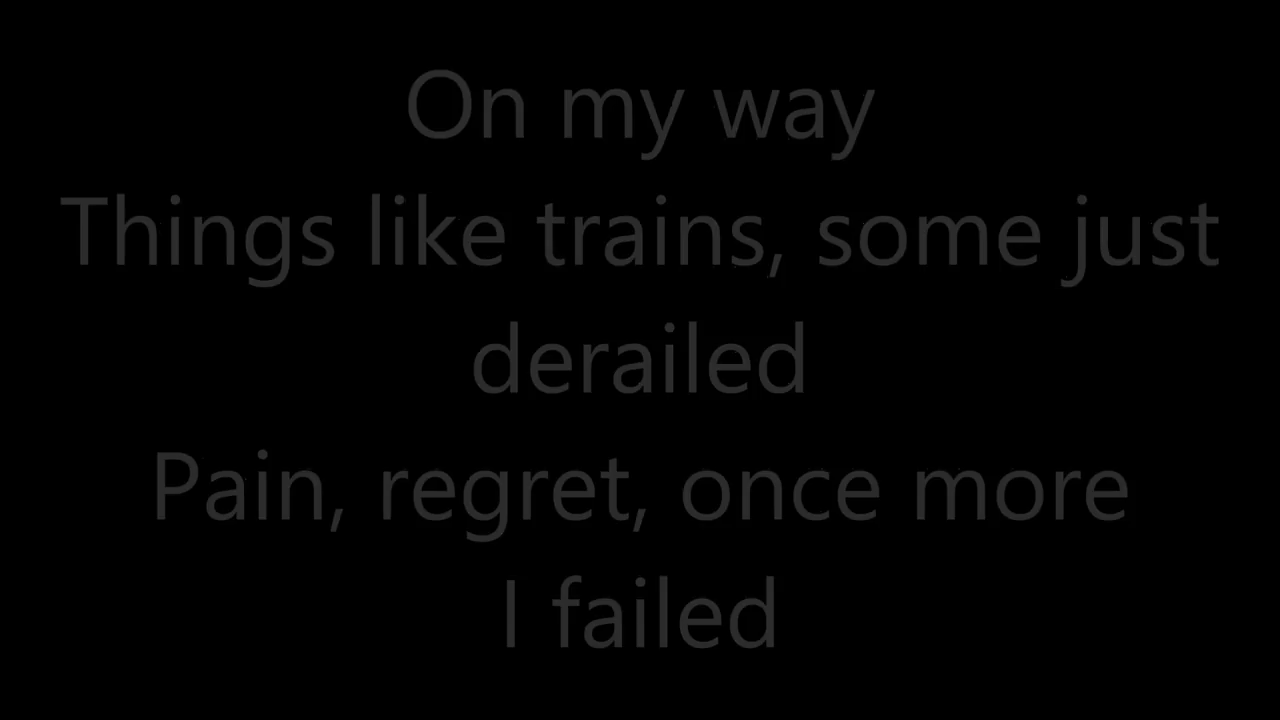 On my way
Things like trains, some just
derailed
Pain, regret, once more
I failed